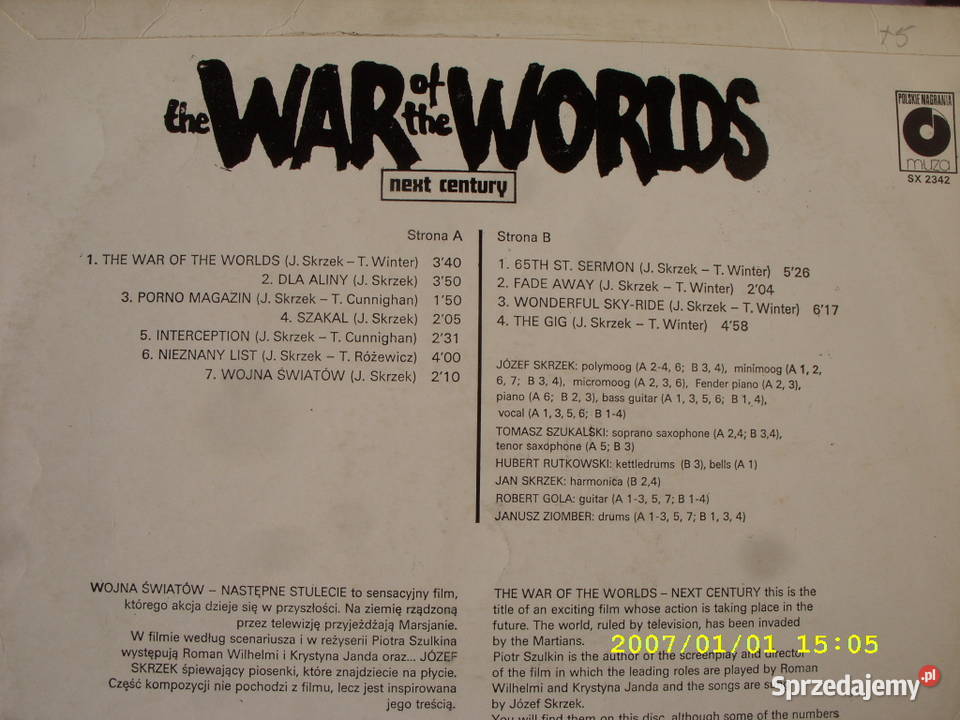 +5
the WAR of the WORLDS
next century
POLSKIE NAGRANIA
muza
SX 2342
Strona A
1. THE WAR OF THE WORLDS (J. Skrzek – T. Winter) 3'40
2. DLA ALINY (J. Skrzek) 3'50
3. PORNO MAGAZIN (J. Skrzek – T. Cunnighan) 1'50
4. SZAKAL (J. Skrzek) 2'05
5. INTERCEPTION (J. Skrzek – T. Cunnighan) 2'31
6. NIEZNANY LIST (J. Skrzek – T. Różewicz) 4'00
7. WOJNA ŚWIATÓW (J. Skrzek) 2'10
Strona B
1. 65TH ST. SERMON (J. Skrzek – T. Winter) 5'26
2. FADE AWAY (J. Skrzek – T. Winter) 2'04
3. WONDERFUL SKY-RIDE (J. Skrzek – T. Winter) 6'17
4. THE GIG (J. Skrzek – T. Winter) 4'58
JÓZEF SKRZEK: polymoog (A 2-4, 6; B 3, 4), minimoog (A 1, 2,
6, 7; B 3, 4), micromoog (A 2, 3, 6), Fender piano (A 2, 3),
piano (A 6; B 2, 3), bass guitar (A 1, 3, 5, 6; B 1, 4),
vocal (A 1, 3, 5, 6; B 1-4)
TOMASZ SZUKALSKI: soprano saxophone (A 2,4; B 3,4),
tenor saxophone (A 5; B 3)
HUBERT RUTKOWSKI: kettledrums (B 3), bells (A 1)
JAN SKRZEK: harmonica (B 2,4)
ROBERT GOLA: guitar (A 1-3, 5, 7; B 1-4)
JANUSZ ZIOMBER: drums (A 1-3, 5, 7; B 1, 3, 4)
WOJNA ŚWIATÓW – NASTĘPNE STULECIE to sensacyjny film,
którego akcja dzieje się w przyszłości. Na ziemię rządzoną
przez telewizję przyjeżdżają Marsjanie.
W filmie według scenariusza i w reżyserii Piotra Szulkina
występują Roman Wilhelmi i Krystyna Janda oraz... JÓZEF
SKRZEK śpiewający piosenki, które znajdziecie na płycie.
Część kompozycji nie pochodzi z filmu, lecz jest inspirowana
jego treścią.
THE WAR OF THE WORLDS – NEXT CENTURY this is the
title of an exciting film whose action is taking place in the
future. The world, ruled by television, has been invaded
by the Martians.
Piotr Szulkin is the author of the screenplay and director
of the film in which the leading roles are played by Roman
Wilhelmi and Krystyna Janda and the songs are
by Józef Skrzek.
You will find them on this disc, although some of the numbers
2007/01/01 15:05
Sprzedajemy.pl